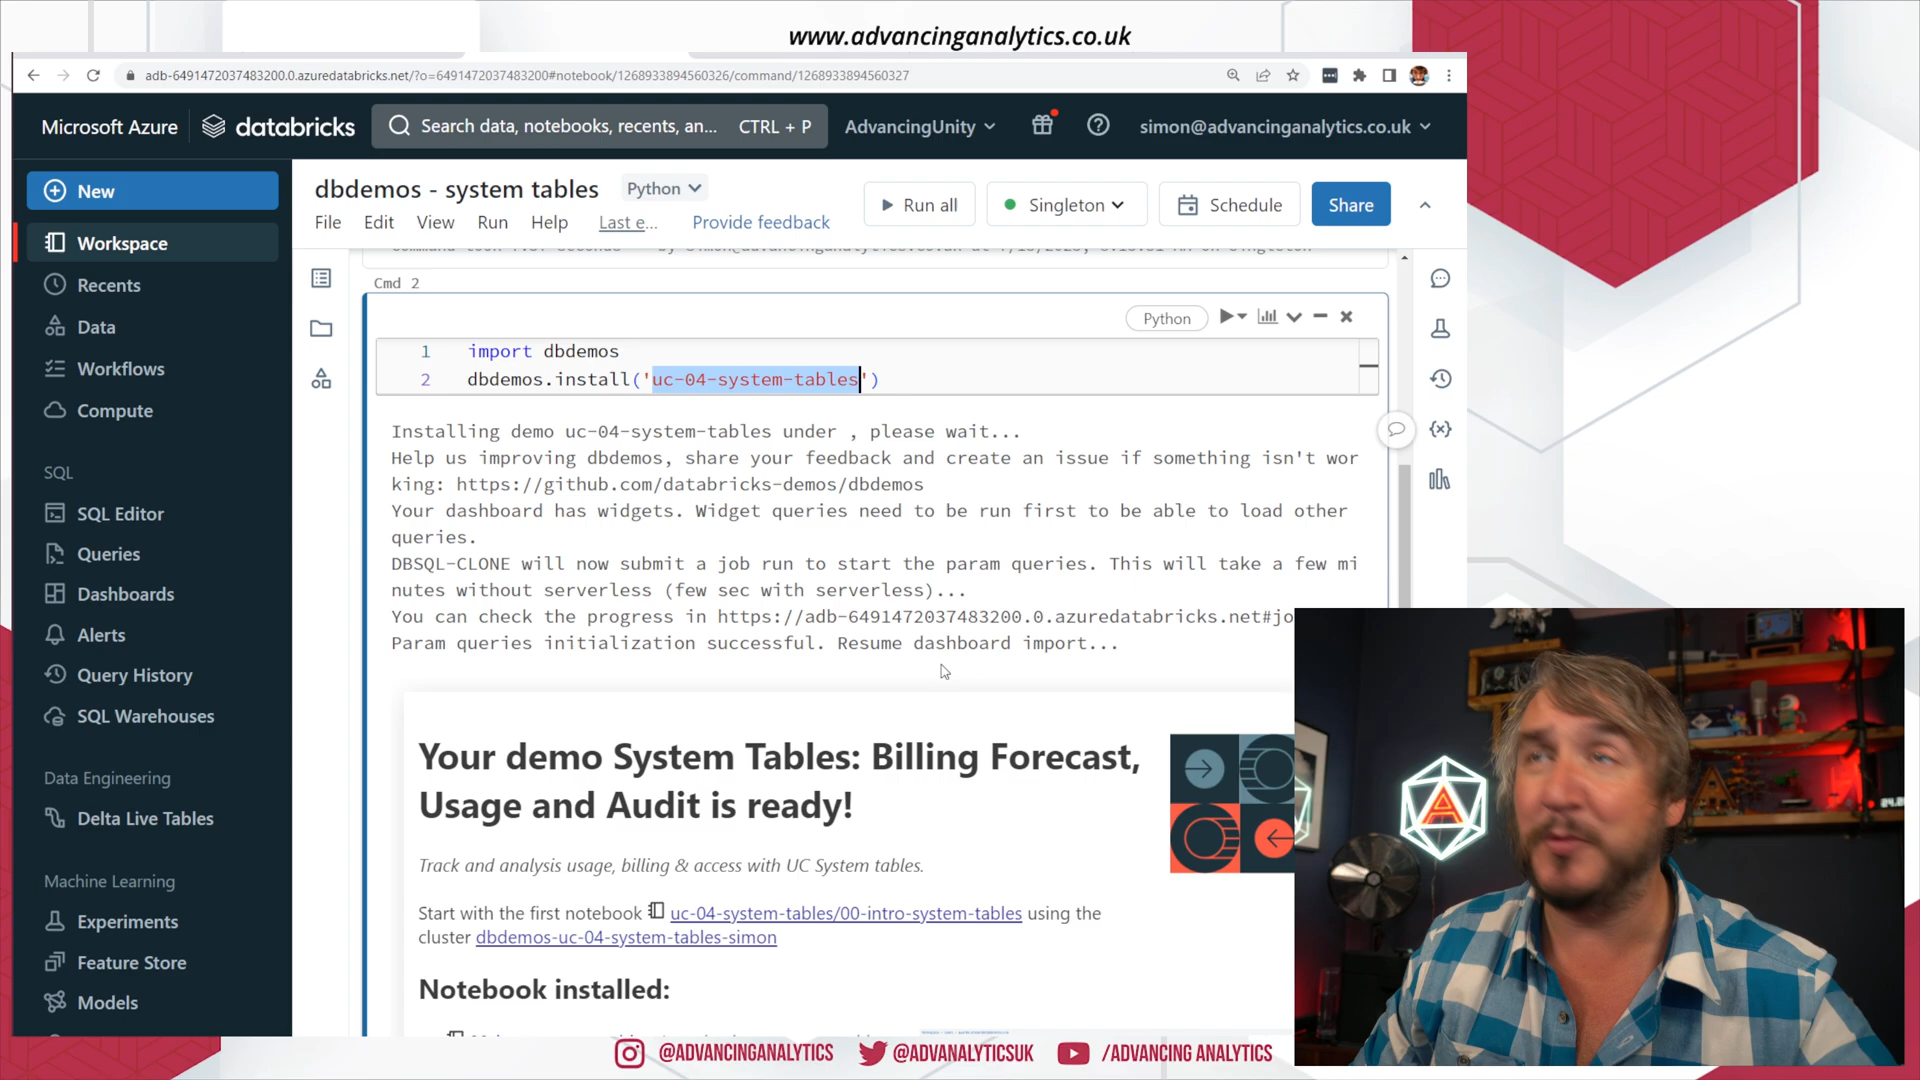 www.advancinganalytics.co.uk
adb-6491472037483200.0.azuredatabricks.net/?o=6491472037483200#notebook/1268933894560326/command/1268933894560327
Microsoft Azure
databricks
Search data, notebooks, recents, an...
CTRL + P
AdvancingUnity
simon@advancinganalytics.co.uk
New
Workspace
Recents
Data
Workflows
Compute
SQL
SQL Editor
Queries
Dashboards
Alerts
Query History
SQL Warehouses
Data Engineering
Delta Live Tables
Machine Learning
Experiments
Feature Store
Models
dbdemos - system tables
Python
File Edit View Run Help Last e... Provide feedback
Run all
Singleton
Schedule
Share
Cmd 2
Python
1 import dbdemos
2 dbdemos.install('uc-04-system-tables')
Installing demo uc-04-system-tables under , please wait...
Help us improving dbdemos, share your feedback and create an issue if something isn't wor
king: https://github.com/databricks-demos/dbdemos
Your dashboard has widgets. Widget queries need to be run first to be able to load other
queries.
DBSQL-CLONE will now submit a job run to start the param queries. This will take a few mi
nutes without serverless (few sec with serverless)...
You can check the progress in https://adb-6491472037483200.0.azuredatabricks.net#jo
Param queries initialization successful. Resume dashboard import...
Your demo System Tables: Billing Forecast,
Usage and Audit is ready!
Track and analysis usage, billing & access with UC System tables.
Start with the first notebook uc-04-system-tables/00-intro-system-tables using the
cluster dbdemos-uc-04-system-tables-simon
Notebook installed:
@ADVANCINGANALYTICS
@ADVANALYTICSUK
/ADVANCING ANALYTICS